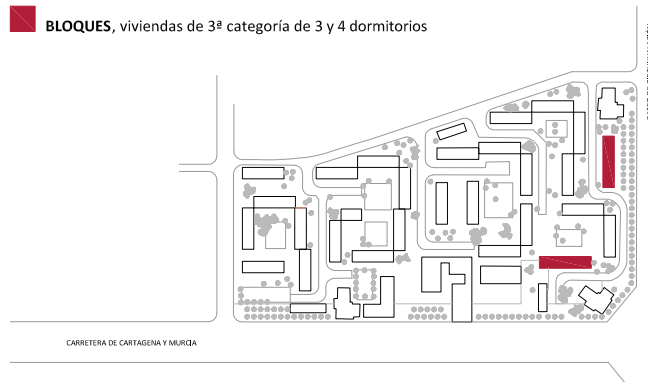 BLOQUES, viviendas de 3ª categoría de 3 y 4 dormitorios
CARRETERA DE CARTAGENA Y MURCIA